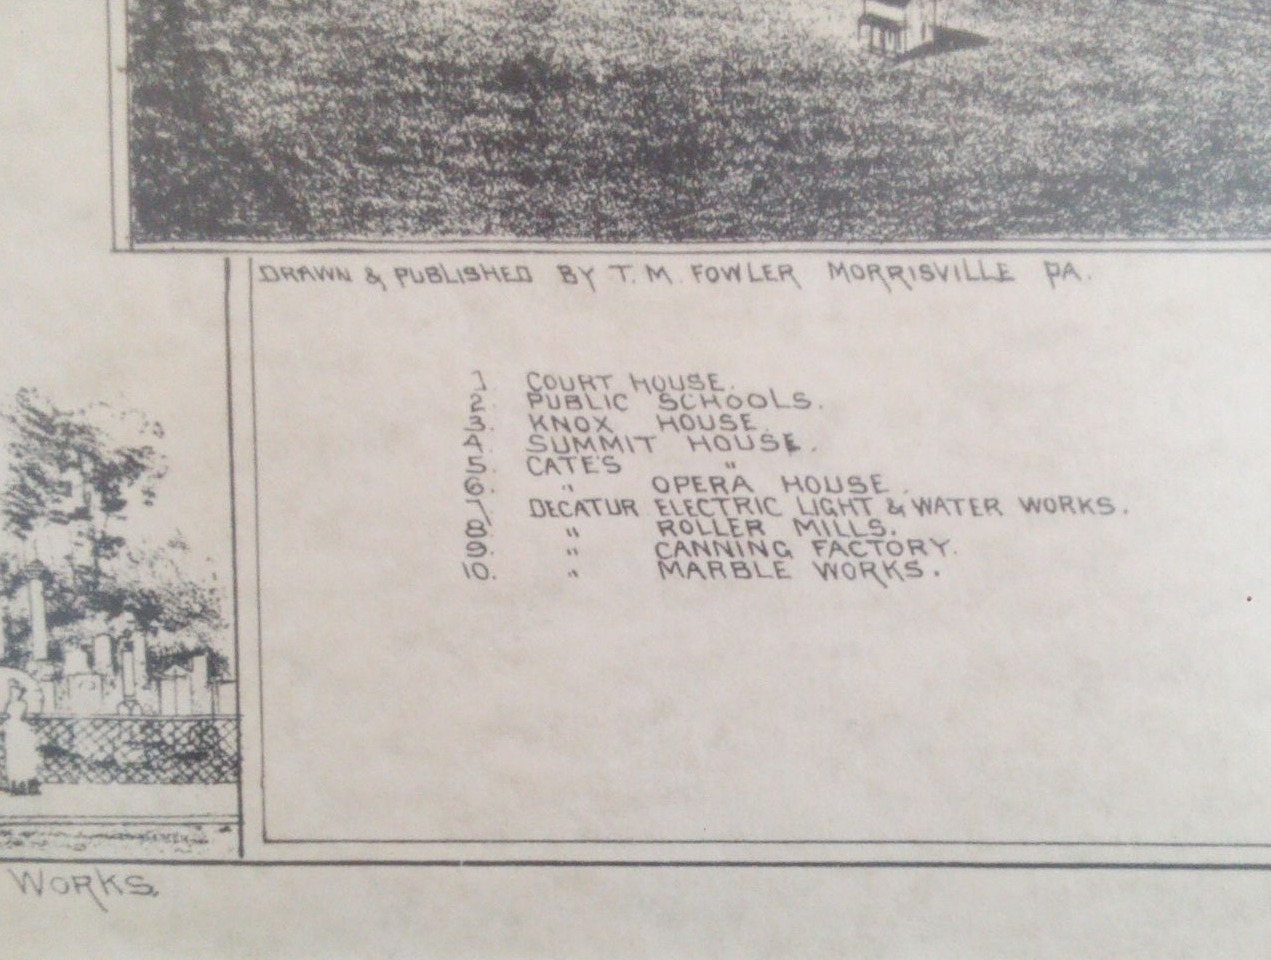 DRAWN & PUBLISHED BY T. M. FOWLER MORRISVILLE PA.
1. COURT HOUSE.
2. PUBLIC SCHOOLS.
3. KNOX HOUSE.
4. SUMMIT HOUSE.
5. CATE'S "
6. " OPERA HOUSE.
7. DECATUR ELECTRIC LIGHT & WATER WORKS.
8. " ROLLER MILLS.
9. " CANNING FACTORY.
10. " MARBLE WORKS.
WORKS.